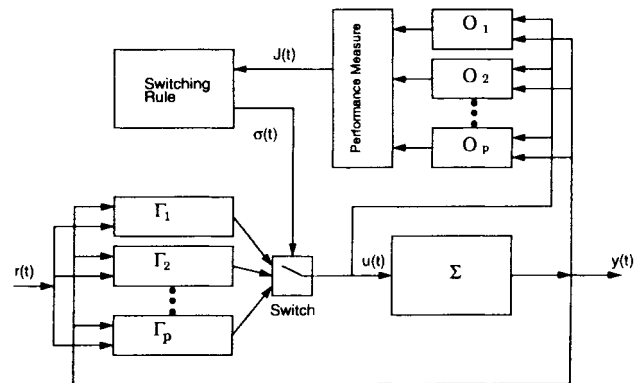 Switching
Rule
J(t)
σ(t)
Performance Measure
O 1
O 2
O p
Γ1
Γ2
Γp
r(t)
Switch
u(t)
Σ
y(t)